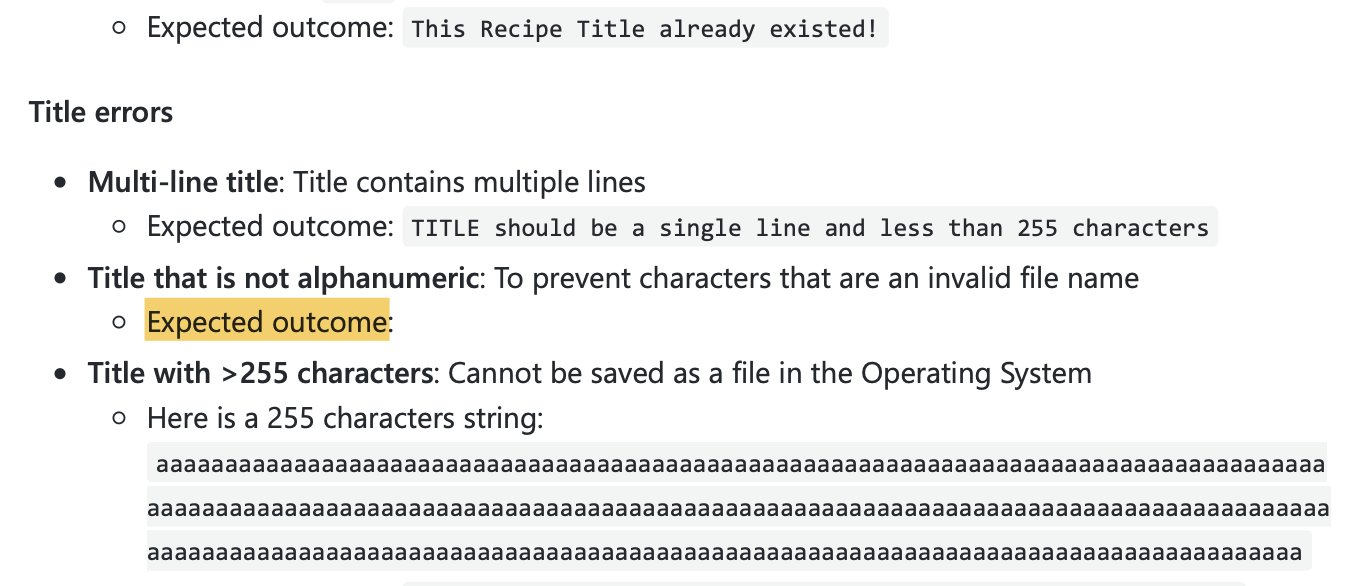 Expected outcome: This Recipe Title already existed!
Title errors
Multi-line title: Title contains multiple lines
Expected outcome: TITLE should be a single line and less than 255 characters
Title that is not alphanumeric: To prevent characters that are an invalid file name
Expected outcome:
Title with >255 characters: Cannot be saved as a file in the Operating System
Here is a 255 characters string:
aaaaaaaaaaaaaaaaaaaaaaaaaaaaaaaaaaaaaaaaaaaaaaaaaaaaaaaaaaaaaaaaaaaaaaaaaaaaaaaaaaaaa
aaaaaaaaaaaaaaaaaaaaaaaaaaaaaaaaaaaaaaaaaaaaaaaaaaaaaaaaaaaaaaaaaaaaaaaaaaaaaaaaaaaaaa
aaaaaaaaaaaaaaaaaaaaaaaaaaaaaaaaaaaaaaaaaaaaaaaaaaaaaaaaaaaaaaaaaaaaaaaaaaaaaaaaaaaa